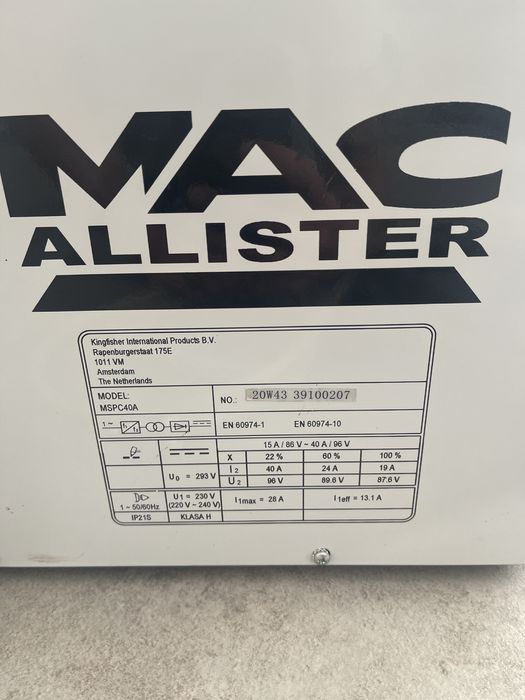 MAC
ALLISTER
Kingfisher International Products B.V.
Rapenburgerstaat 175E
1011 VM
Amsterdam
The Netherlands
MODEL:
MSPC40A
NO.: 20W43 39100207
1~
EN 60974-1 EN 60974-10
15 A / 86 V ~ 40 A / 96 V
X 22 % 60 % 100 %
U0 = 293 V
I2 40 A 24 A 19 A
U2 96 V 89.6 V 87.6 V
1 ~ 50/60Hz
U1 = 230 V
(220 V ~ 240 V)
I1max = 28 A
I1eff = 13.1 A
IP21S
KLASA H